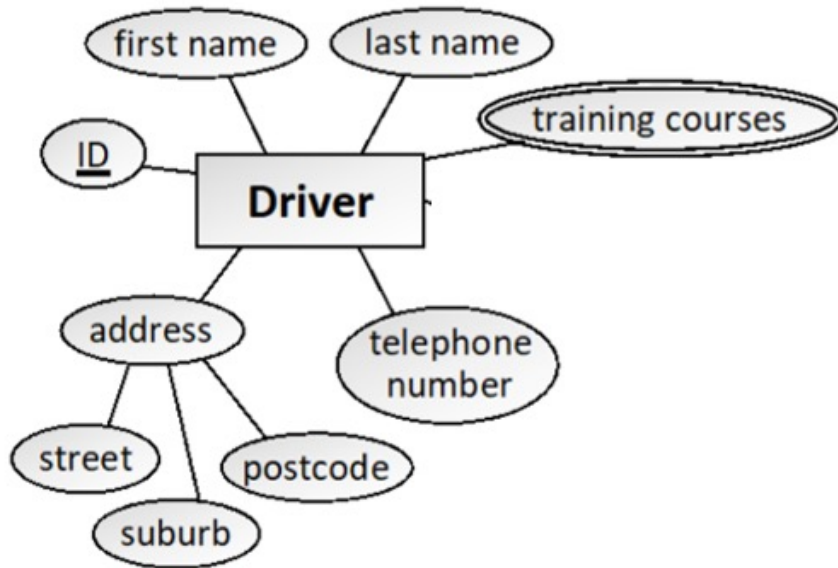 first name
last name
training courses
ID
Driver
address
telephone
number
street
postcode
suburb